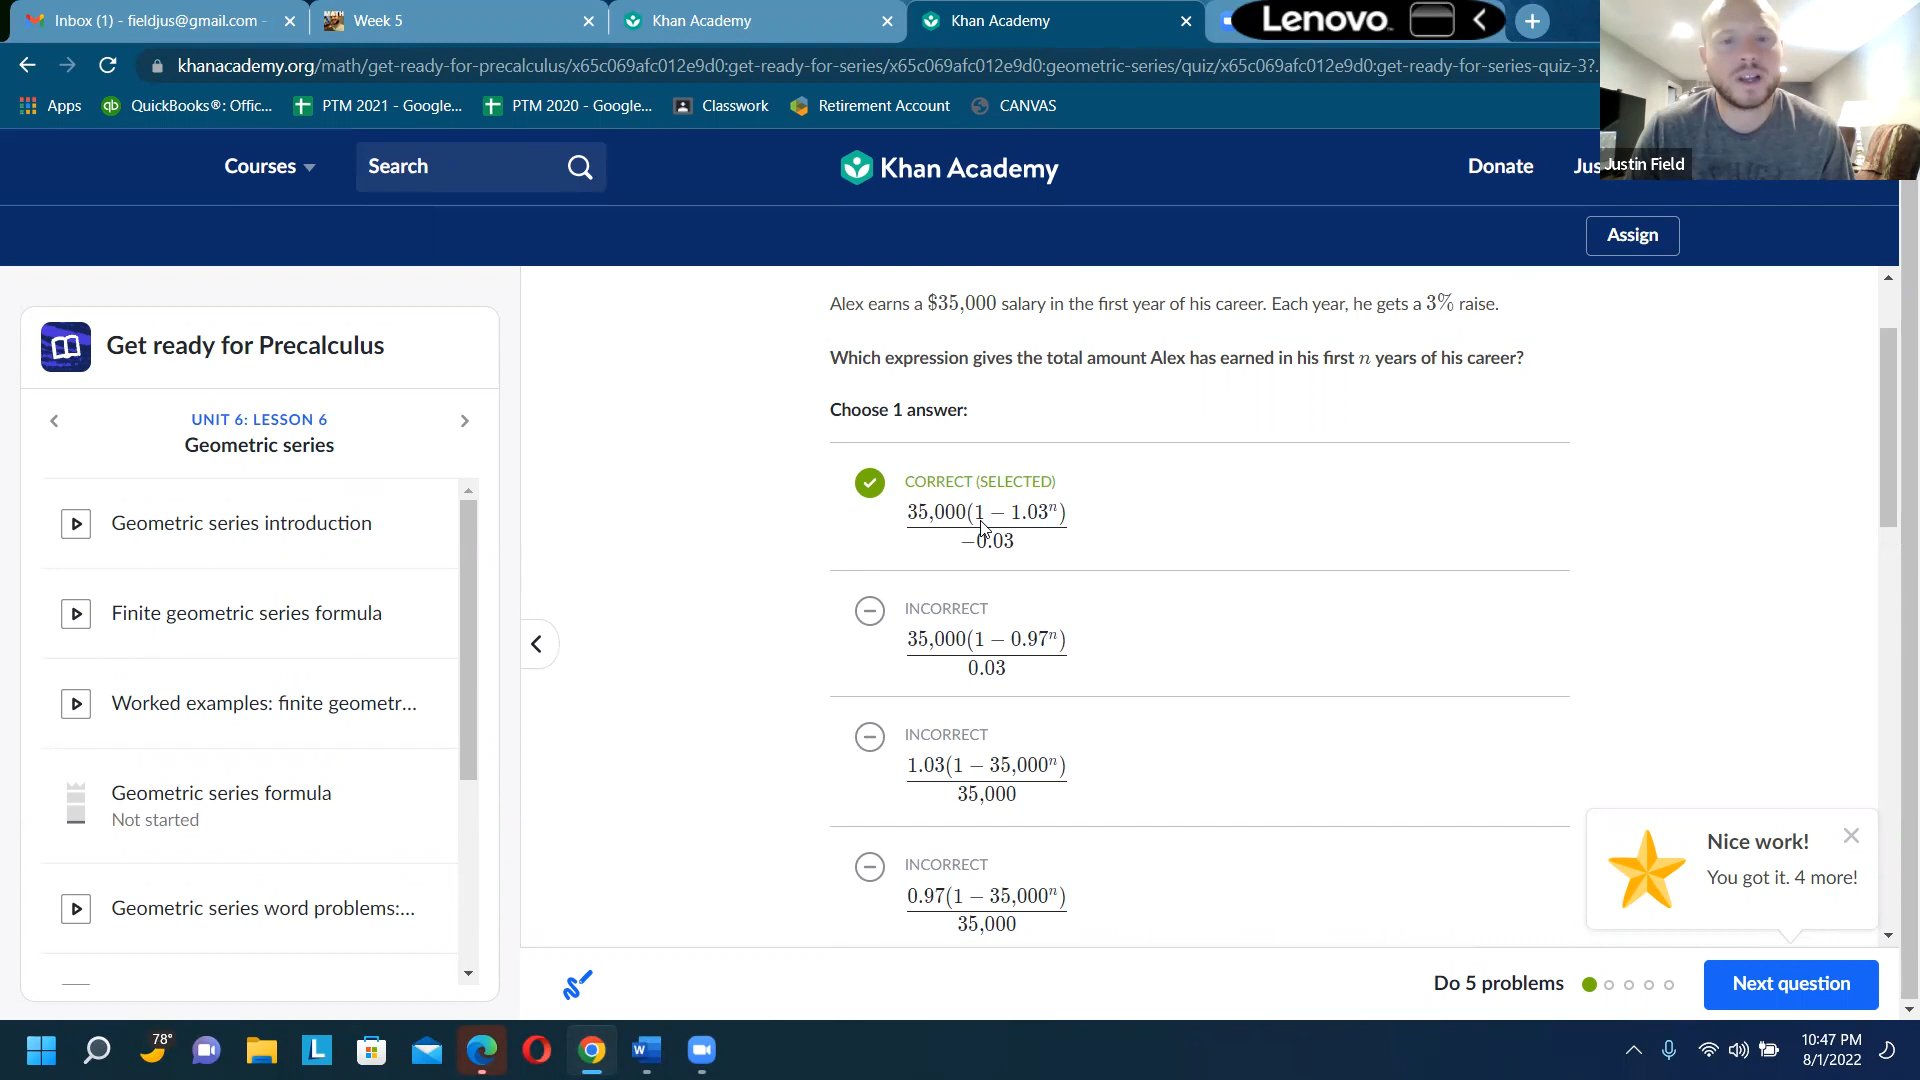 Inbox (1) - fieldjus@gmail.com -
Week 5
Khan Academy
Khan Academy
Lenovo
khanacademy.org/math/get-ready-for-precalculus/x65c069afc012e9d0:get-ready-for-series/x65c069afc012e9d0:geometric-series/quiz/x65c069afc012e9d0:get-ready-for-series-quiz-3?...
Apps
QuickBooks®: Offic...
PTM 2021 - Google...
PTM 2020 - Google...
Classwork
Retirement Account
CANVAS
Courses
Search
Khan Academy
Donate
Jus
Justin Field
Assign
Get ready for Precalculus
UNIT 6: LESSON 6
Geometric series
Geometric series introduction
Finite geometric series formula
Worked examples: finite geometr...
Geometric series formula
Not started
Geometric series word problems:...
Alex earns a $35,000 salary in the first year of his career. Each year, he gets a 3% raise.
Which expression gives the total amount Alex has earned in his first n years of his career?
Choose 1 answer:
CORRECT (SELECTED)
35,000(1 − 1.03ⁿ)
−0.03
INCORRECT
35,000(1 − 0.97ⁿ)
0.03
INCORRECT
1.03(1 − 35,000ⁿ)
35,000
INCORRECT
0.97(1 − 35,000ⁿ)
35,000
Nice work!
You got it. 4 more!
Do 5 problems
Next question
78°
10:47 PM
8/1/2022